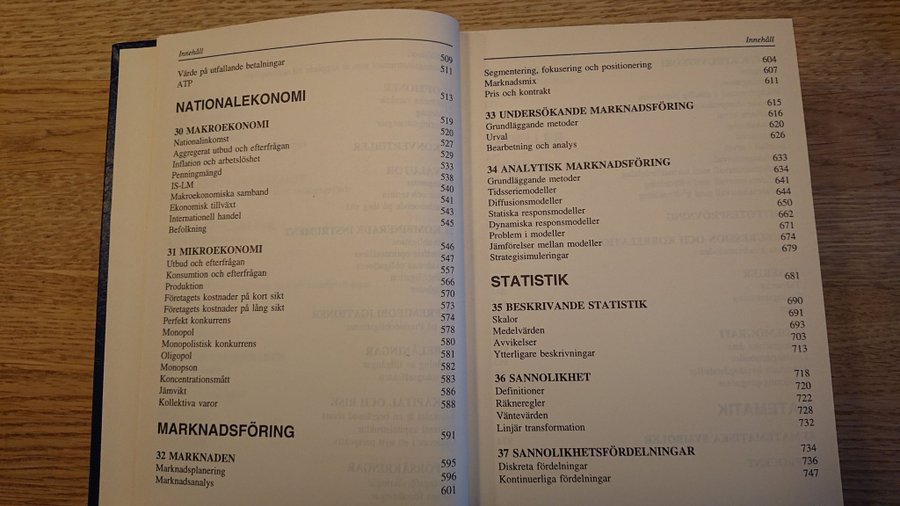 Innehåll
Värde på utfallande betalningar 509
ATP 511
NATIONALEKONOMI 513
30 MAKROEKONOMI 519
Nationalinkomst 520
Aggregerat utbud och efterfrågan 527
Inflation och arbetslöshet 529
Penningmängd 533
IS-LM 538
Makroekonomiska samband 540
Ekonomisk tillväxt 541
Internationell handel 543
Befolkning 545
31 MIKROEKONOMI 546
Utbud och efterfrågan 547
Konsumtion och efterfrågan 557
Produktion 566
Företagets kostnader på kort sikt 570
Företagets kostnader på lång sikt 573
Perfekt konkurrens 574
Monopol 578
Monopolistisk konkurrens 580
Oligopol 581
Monopson 582
Koncentrationsmått 583
Jämvikt 586
Kollektiva varor 588
MARKNADSFÖRING 591
32 MARKNADEN 595
Marknadsplanering 596
Marknadsanalys 601
Innehåll
Segmentering, fokusering och positionering 604
Marknadsmix 607
Pris och kontrakt 611
33 UNDERSÖKANDE MARKNADSFÖRING 615
Grundläggande metoder 616
Urval 620
Bearbetning och analys 626
34 ANALYTISK MARKNADSFÖRING 633
Grundläggande metoder 634
Tidsseriemodeller 641
Diffusionsmodeller 644
Statiska responsmodeller 650
Dynamiska responsmodeller 662
Problem i modeller 671
Jämförelser mellan modeller 674
Strategisimuleringar 679
STATISTIK 681
35 BESKRIVANDE STATISTIK 690
Skalor 691
Medelvärden 693
Avvikelser 703
Ytterligare beskrivningar 713
36 SANNOLIKHET 718
Definitioner 720
Räkneregler 722
Väntevärden 728
Linjär transformation 732
37 SANNOLIKHETSFÖRDELNINGAR 734
Diskreta fördelningar 736
Kontinuerliga fördelningar 747